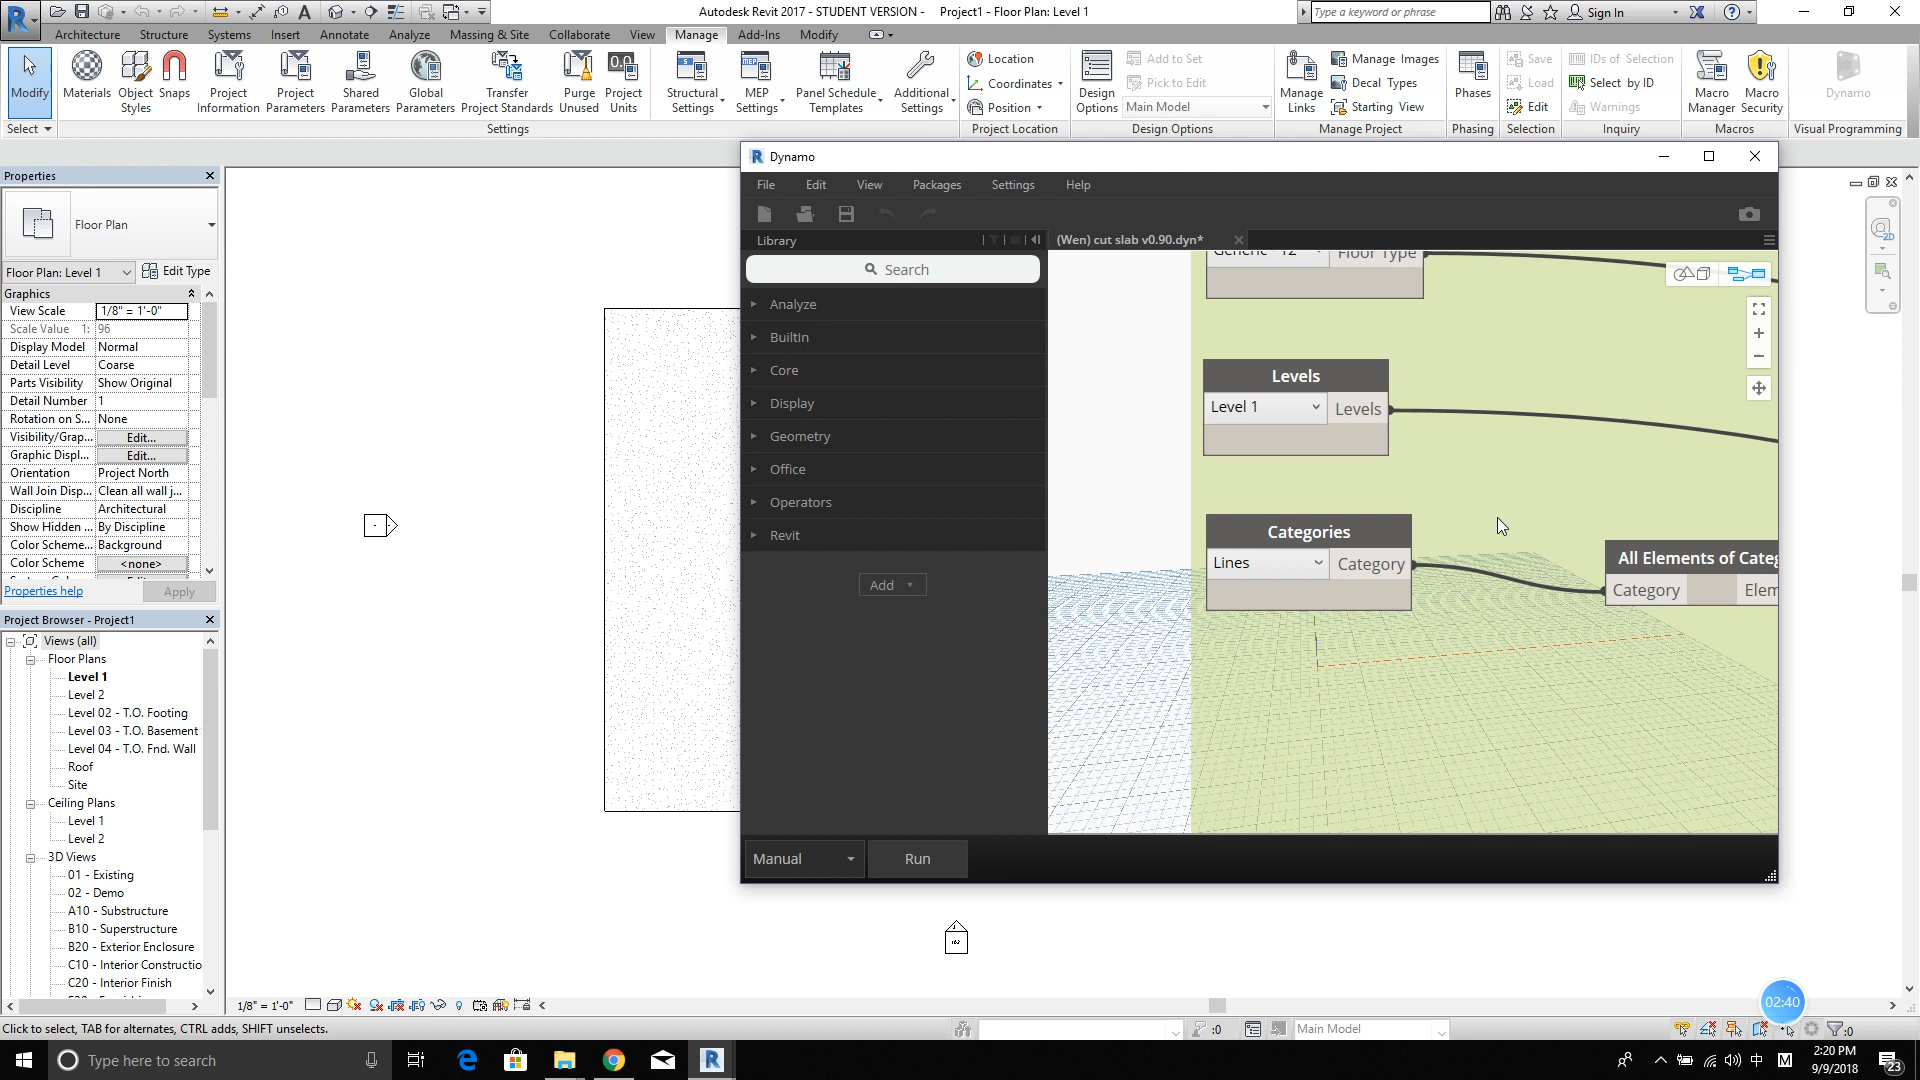 Autodesk Revit 2017 - STUDENT VERSION - Project1 - Floor Plan: Level 1
Type a keyword or phrase
Sign In
Architecture Structure Systems Insert Annotate Analyze Massing & Site Collaborate View Manage Add-Ins Modify
Modify
Materials
Object Styles
Snaps
Project Information
Project Parameters
Shared Parameters
Global Parameters
Transfer Project Standards
Purge Unused
Project Units
Structural Settings
MEP Settings
Panel Schedule Templates
Additional Settings
Location
Coordinates
Position
Design Options
Add to Set
Pick to Edit
Main Model
Manage Links
Manage Images
Decal Types
Starting View
Phases
Save
Load
Edit
IDs of Selection
Select by ID
Warnings
Macro Manager
Macro Security
Dynamo
Select
Settings
Project Location
Design Options
Manage Project
Phasing
Selection
Inquiry
Macros
Visual Programming
Properties
Floor Plan
Floor Plan: Level 1
Edit Type
Graphics
View Scale 1/8" = 1'-0"
Scale Value 1: 96
Display Model Normal
Detail Level Coarse
Parts Visibility Show Original
Detail Number 1
Rotation on S... None
Visibility/Grap... Edit...
Graphic Displ... Edit...
Orientation Project North
Wall Join Disp... Clean all wall j...
Discipline Architectural
Show Hidden ... By Discipline
Color Scheme... Background
Color Scheme <none>
Properties help
Apply
Project Browser - Project1
Views (all)
Floor Plans
Level 1
Level 2
Level 02 - T.O. Footing
Level 03 - T.O. Basement
Level 04 - T.O. Fnd. Wall
Roof
Site
Ceiling Plans
Level 1
Level 2
3D Views
01 - Existing
02 - Demo
A10 - Substructure
B10 - Superstructure
B20 - Exterior Enclosure
C10 - Interior Constructio
C20 - Interior Finish
Dynamo
File Edit View Packages Settings Help
Library
(Wen) cut slab v0.90.dyn*
Search
Analyze
BuiltIn
Core
Display
Geometry
Office
Operators
Revit
Add
Generic - 12"
Floor Type
Levels
Level 1
Levels
Categories
Lines
Category
All Elements of Categ
Category
Elem
Manual
Run
2D
02:40
1/8" = 1'-0"
Click to select, TAB for alternates, CTRL adds, SHIFT unselects.
:0
Main Model
:0
Type here to search
中
M
2:20 PM
9/9/2018
23